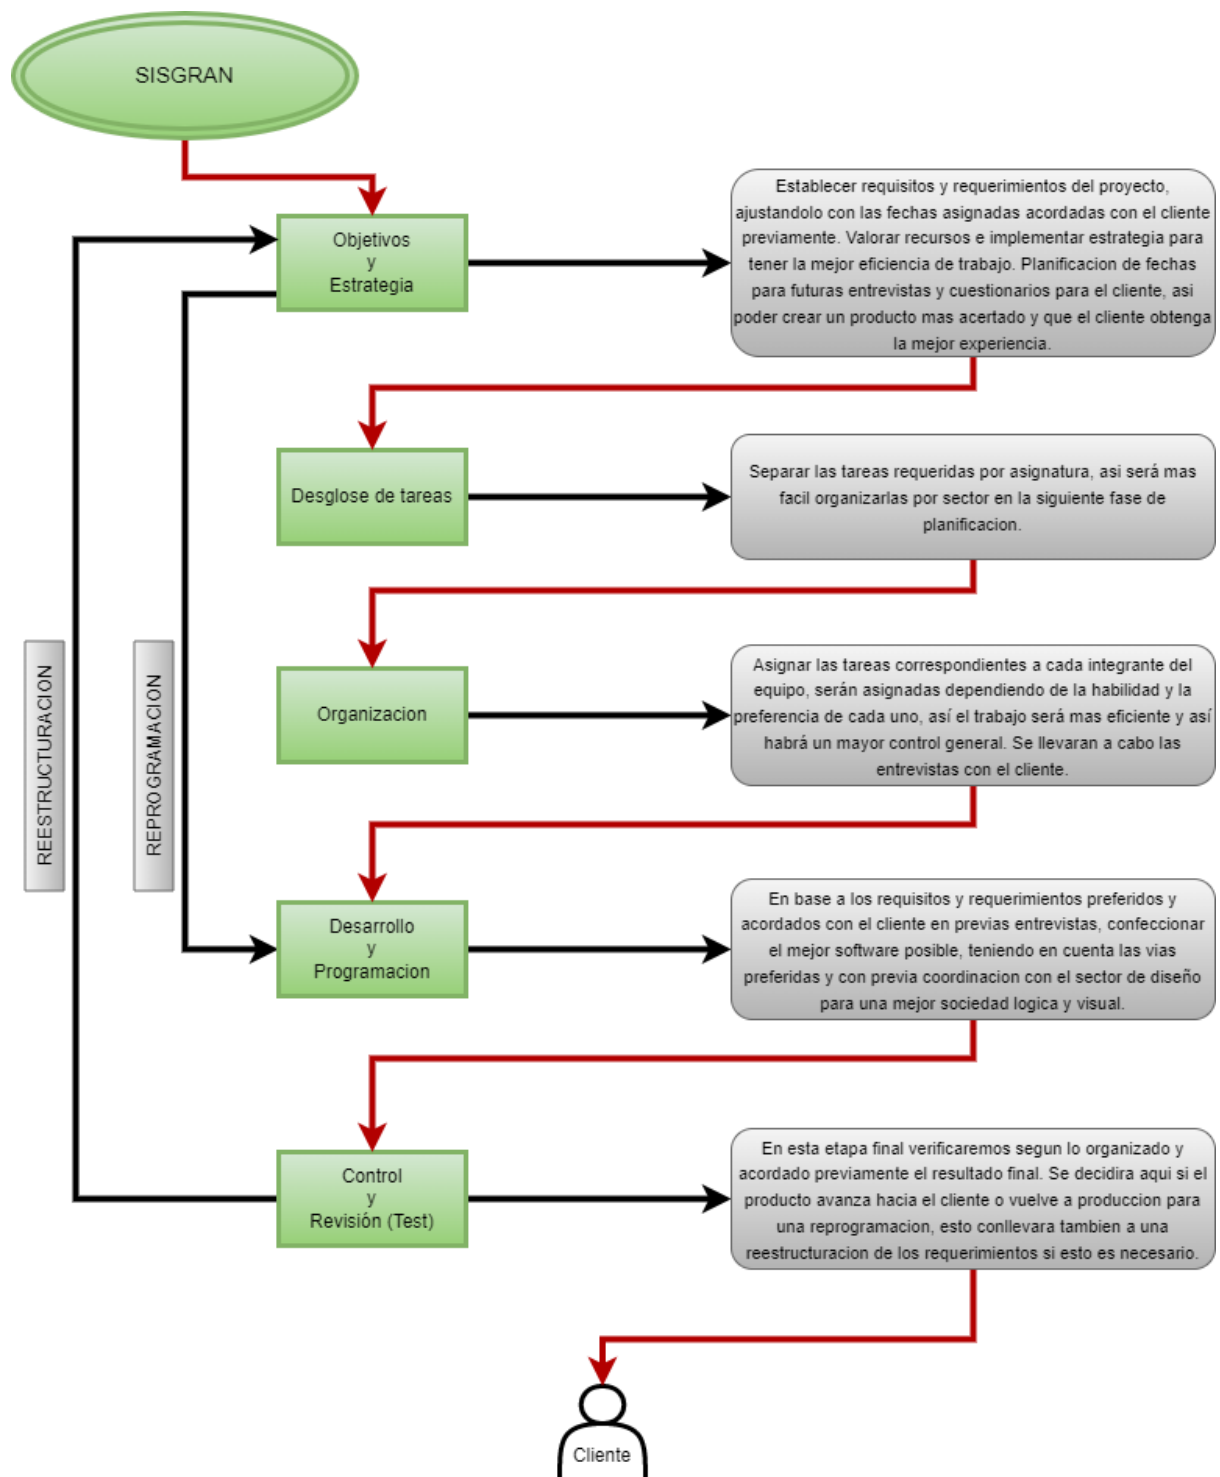 SISGRAN
Objetivos
y
Estrategia
Establecer requisitos y requerimientos del proyecto,
ajustandolo con las fechas asignadas acordadas con el cliente
previamente. Valorar recursos e implementar estrategia para
tener la mejor eficiencia de trabajo. Planificacion de fechas
para futuras entrevistas y cuestionarios para el cliente, asi
poder crear un producto mas acertado y que el cliente obtenga
la mejor experiencia.
Desglose de tareas
Separar las tareas requeridas por asignatura, asi será mas
facil organizarlas por sector en la siguiente fase de
planificacion.
REESTRUCTURACION
REPROGRAMACION
Organizacion
Asignar las tareas correspondientes a cada integrante del
equipo, serán asignadas dependiendo de la habilidad y la
preferencia de cada uno, así el trabajo será mas eficiente y así
habrá un mayor control general. Se llevaran a cabo las
entrevistas con el cliente.
Desarrollo
y
Programacion
En base a los requisitos y requerimientos preferidos y
acordados con el cliente en previas entrevistas, confeccionar
el mejor software posible, teniendo en cuenta las vias
preferidas y con previa coordinacion con el sector de diseño
para una mejor sociedad logica y visual.
Control
y
Revisión (Test)
En esta etapa final verificaremos segun lo organizado y
acordado previamente el resultado final. Se decidira aqui si el
producto avanza hacia el cliente o vuelve a produccion para
una reprogramacion, esto conllevara tambien a una
reestructuracion de los requerimientos si esto es necesario.
Cliente